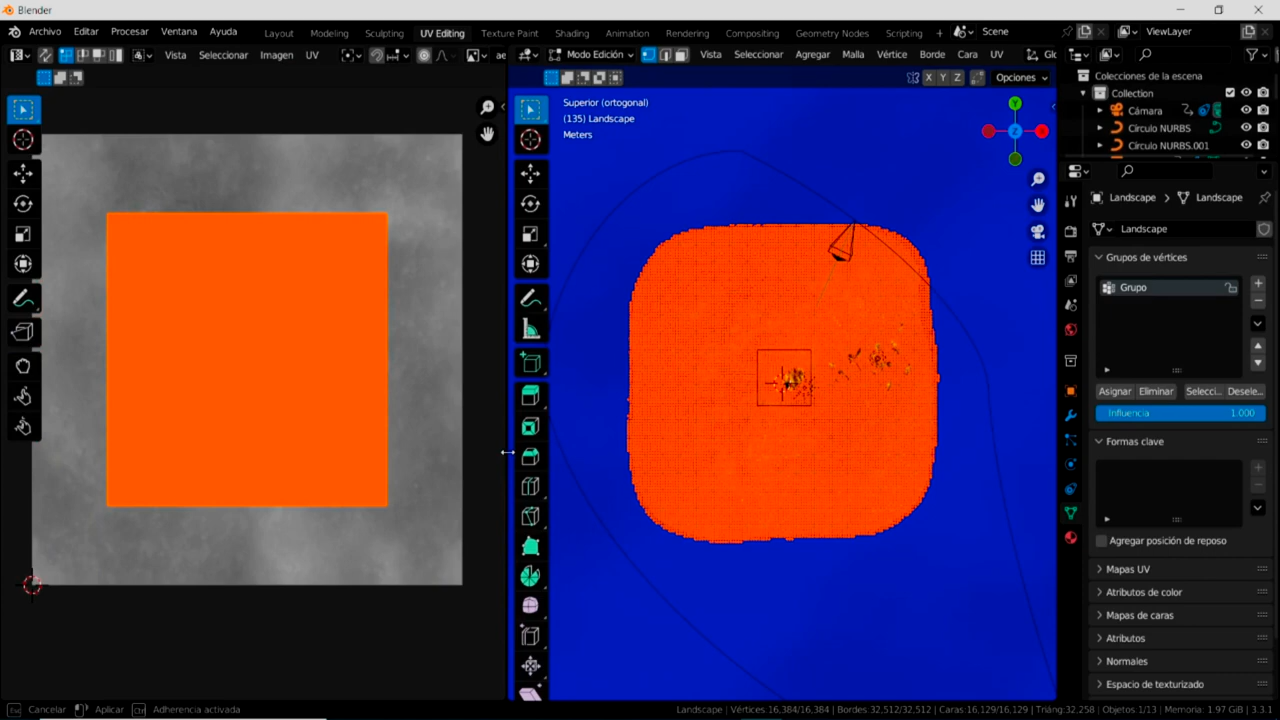 Blender
Archivo Editar Procesar Ventana Ayuda Layout Modeling Sculpting UV Editing Texture Paint Shading Animation Rendering Compositing Geometry Nodes Scripting + Scene ViewLayer
Vista Seleccionar Imagen UV
Modo Edición Vista Seleccionar Agregar Malla Vértice Borde Cara UV
X Y Z Opciones
Colecciones de la escena
Collection
Cámara
Círculo NURBS
Círculo NURBS.001
Superior (ortogonal)
(135) Landscape
Meters
Y
Z
Landscape > Landscape
Landscape
Grupos de vértices
Grupo
Asignar Eliminar Selecci... Desele...
Influencia 1.000
Formas clave
Agregar posición de reposo
Mapas UV
Atributos de color
Mapas de caras
Atributos
Normales
Espacio de texturizado
Esc Cancelar Aplicar Ctrl Adherencia activada
Landscape | Vértices:16,384/16,384 | Bordes:32,512/32,512 | Caras:16,129/16,129 | Triáng:32,258 | Objetos 1/13 | Memoria: 1.97 GiB | 3.3.1